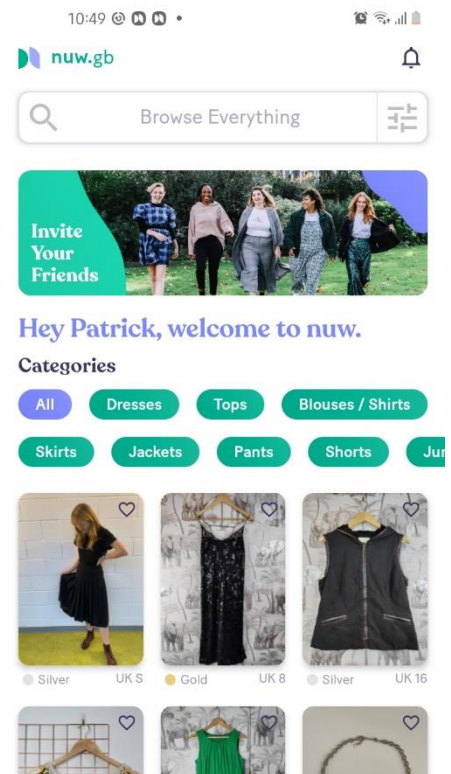 10:49
nuw.gb
Browse Everything
Invite
Your
Friends
Hey Patrick, welcome to nuw.
Categories
All Dresses Tops Blouses / Shirts
Skirts Jackets Pants Shorts Jur
Silver UK S Gold UK 8 Silver UK 16